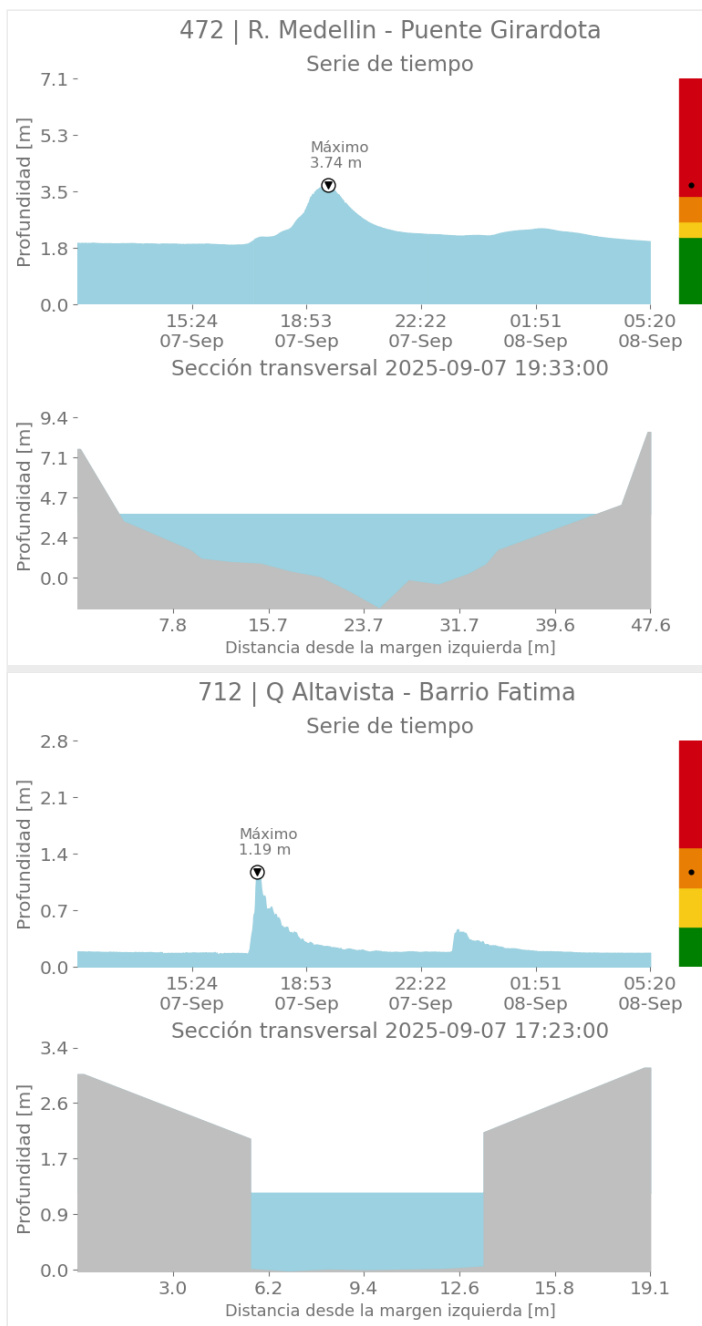 472 | R. Medellin - Puente Girardota
Serie de tiempo
7.1
5.3
3.5
1.8
0.0
Profundidad [m]
Máximo
3.74 m
15:24 18:53 22:22 01:51 05:20
07-Sep 07-Sep 07-Sep 08-Sep 08-Sep
Sección transversal 2025-09-07 19:33:00
9.4
7.1
4.7
2.4
0.0
Profundidad [m]
7.8 15.7 23.7 31.7 39.6 47.6
Distancia desde la margen izquierda [m]
712 | Q Altavista - Barrio Fatima
Serie de tiempo
2.8
2.1
1.4
0.7
0.0
Profundidad [m]
Máximo
1.19 m
15:24 18:53 22:22 01:51 05:20
07-Sep 07-Sep 07-Sep 08-Sep 08-Sep
Sección transversal 2025-09-07 17:23:00
3.4
2.6
1.7
0.9
0.0
Profundidad [m]
3.0 6.2 9.4 12.6 15.8 19.1
Distancia desde la margen izquierda [m]